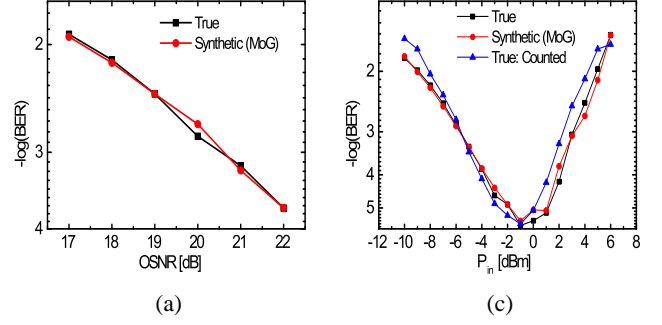 True
Synthetic (MoG)
-log(BER)
2
3
4
17 18 19 20 21 22
OSNR [dB]
(a)
True
Synthetic (MoG)
True: Counted
-log(BER)
2
3
4
5
-12 -10 -8 -6 -4 -2 0 2 4 6 8
P_in [dBm]
(c)